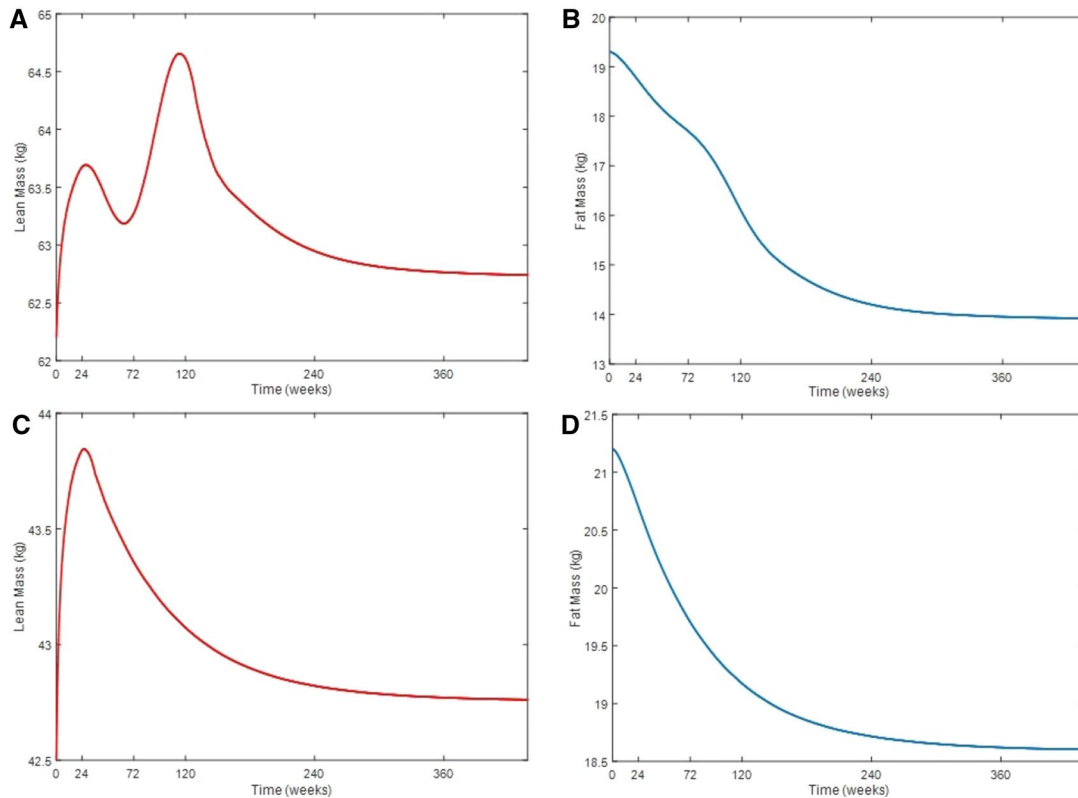 A
65
64.5
64
63.5
63
62.5
62
Lean Mass (kg)
0 24 72 120 240 360
Time (weeks)
B
20
19
18
17
16
15
14
13
Fat Mass (kg)
0 24 72 120 240 360
Time (weeks)
C
44
43.5
43
42.5
Lean Mass (kg)
0 24 72 120 240 360
Time (weeks)
D
21.5
21
20.5
20
19.5
19
18.5
Fat Mass (kg)
0 24 72 120 240 360
Time (weeks)